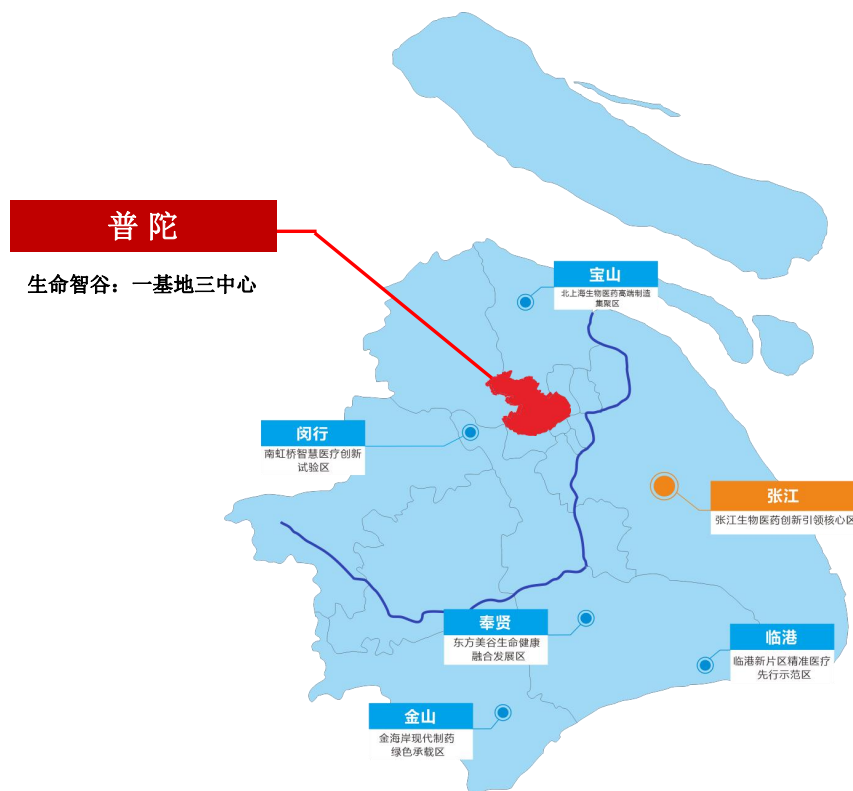 普陀
生命智谷：一基地三中心
宝山
北上海生物医药高端制造
集聚区
闵行
南虹桥智慧医疗创新
试验区
张江
张江生物医药创新引领核心区
奉贤
东方美谷生命健康
融合发展区
临港
临港新片区精准医疗
先行示范区
金山
金海岸现代制药
绿色承载区